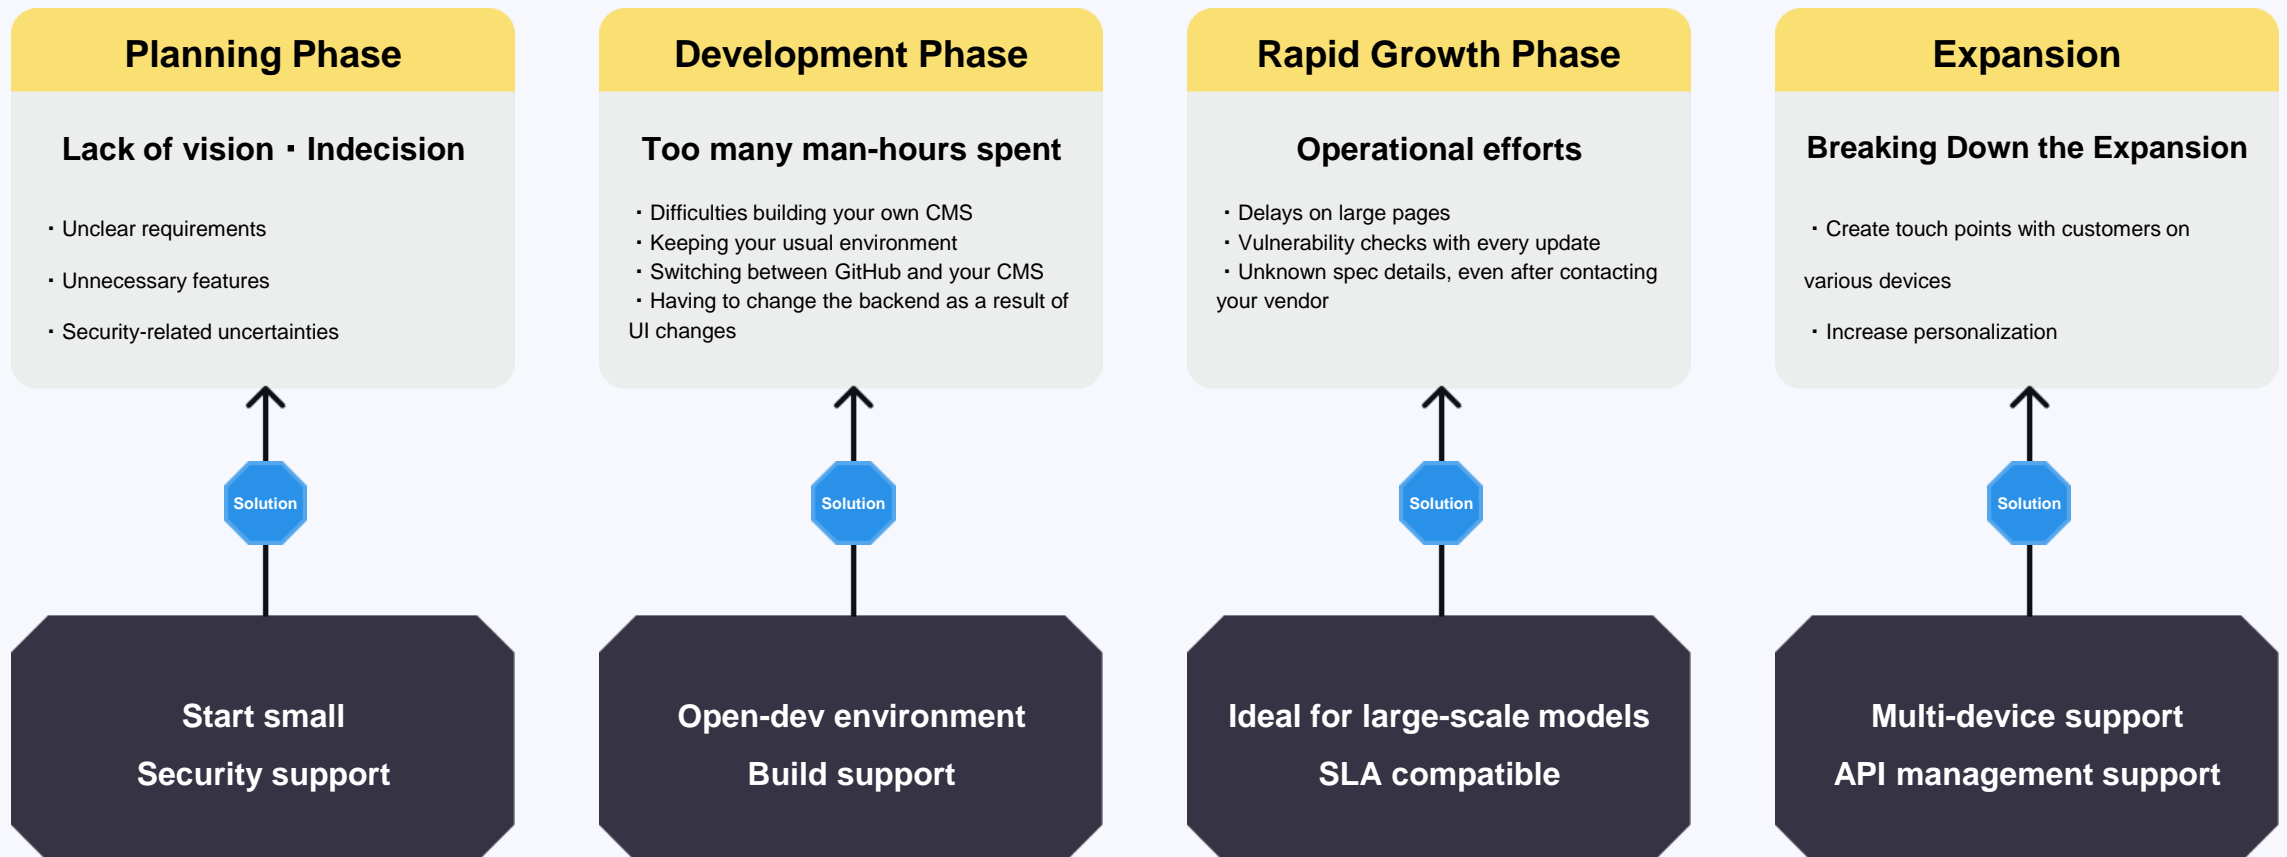 Planning Phase
Lack of vision・Indecision
・Unclear requirements
・Unnecessary features
・Security-related uncertainties
Solution
Start small
Security support
Development Phase
Too many man-hours spent
・Difficulties building your own CMS
・Keeping your usual environment
・Switching between GitHub and your CMS
・Having to change the backend as a result of
UI changes
Solution
Open-dev environment
Build support
Rapid Growth Phase
Operational efforts
・Delays on large pages
・Vulnerability checks with every update
・Unknown spec details, even after contacting
your vendor
Solution
Ideal for large-scale models
SLA compatible
Expansion
Breaking Down the Expansion
・Create touch points with customers on
various devices
・Increase personalization
Solution
Multi-device support
API management support